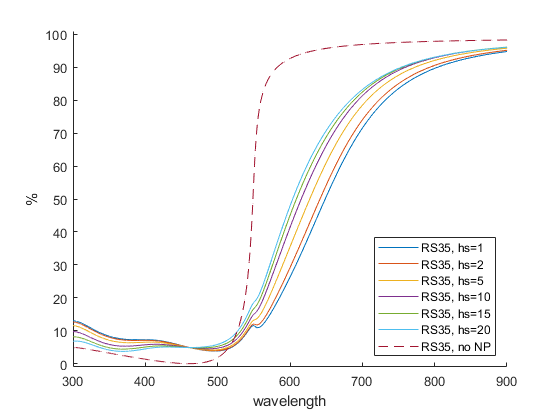 100
90
80
70
60
50
40
30
20
10
0
%
300
400
500
600
700
800
900
wavelength
RS35, hs=1
RS35, hs=2
RS35, hs=5
RS35, hs=10
RS35, hs=15
RS35, hs=20
RS35, no NP